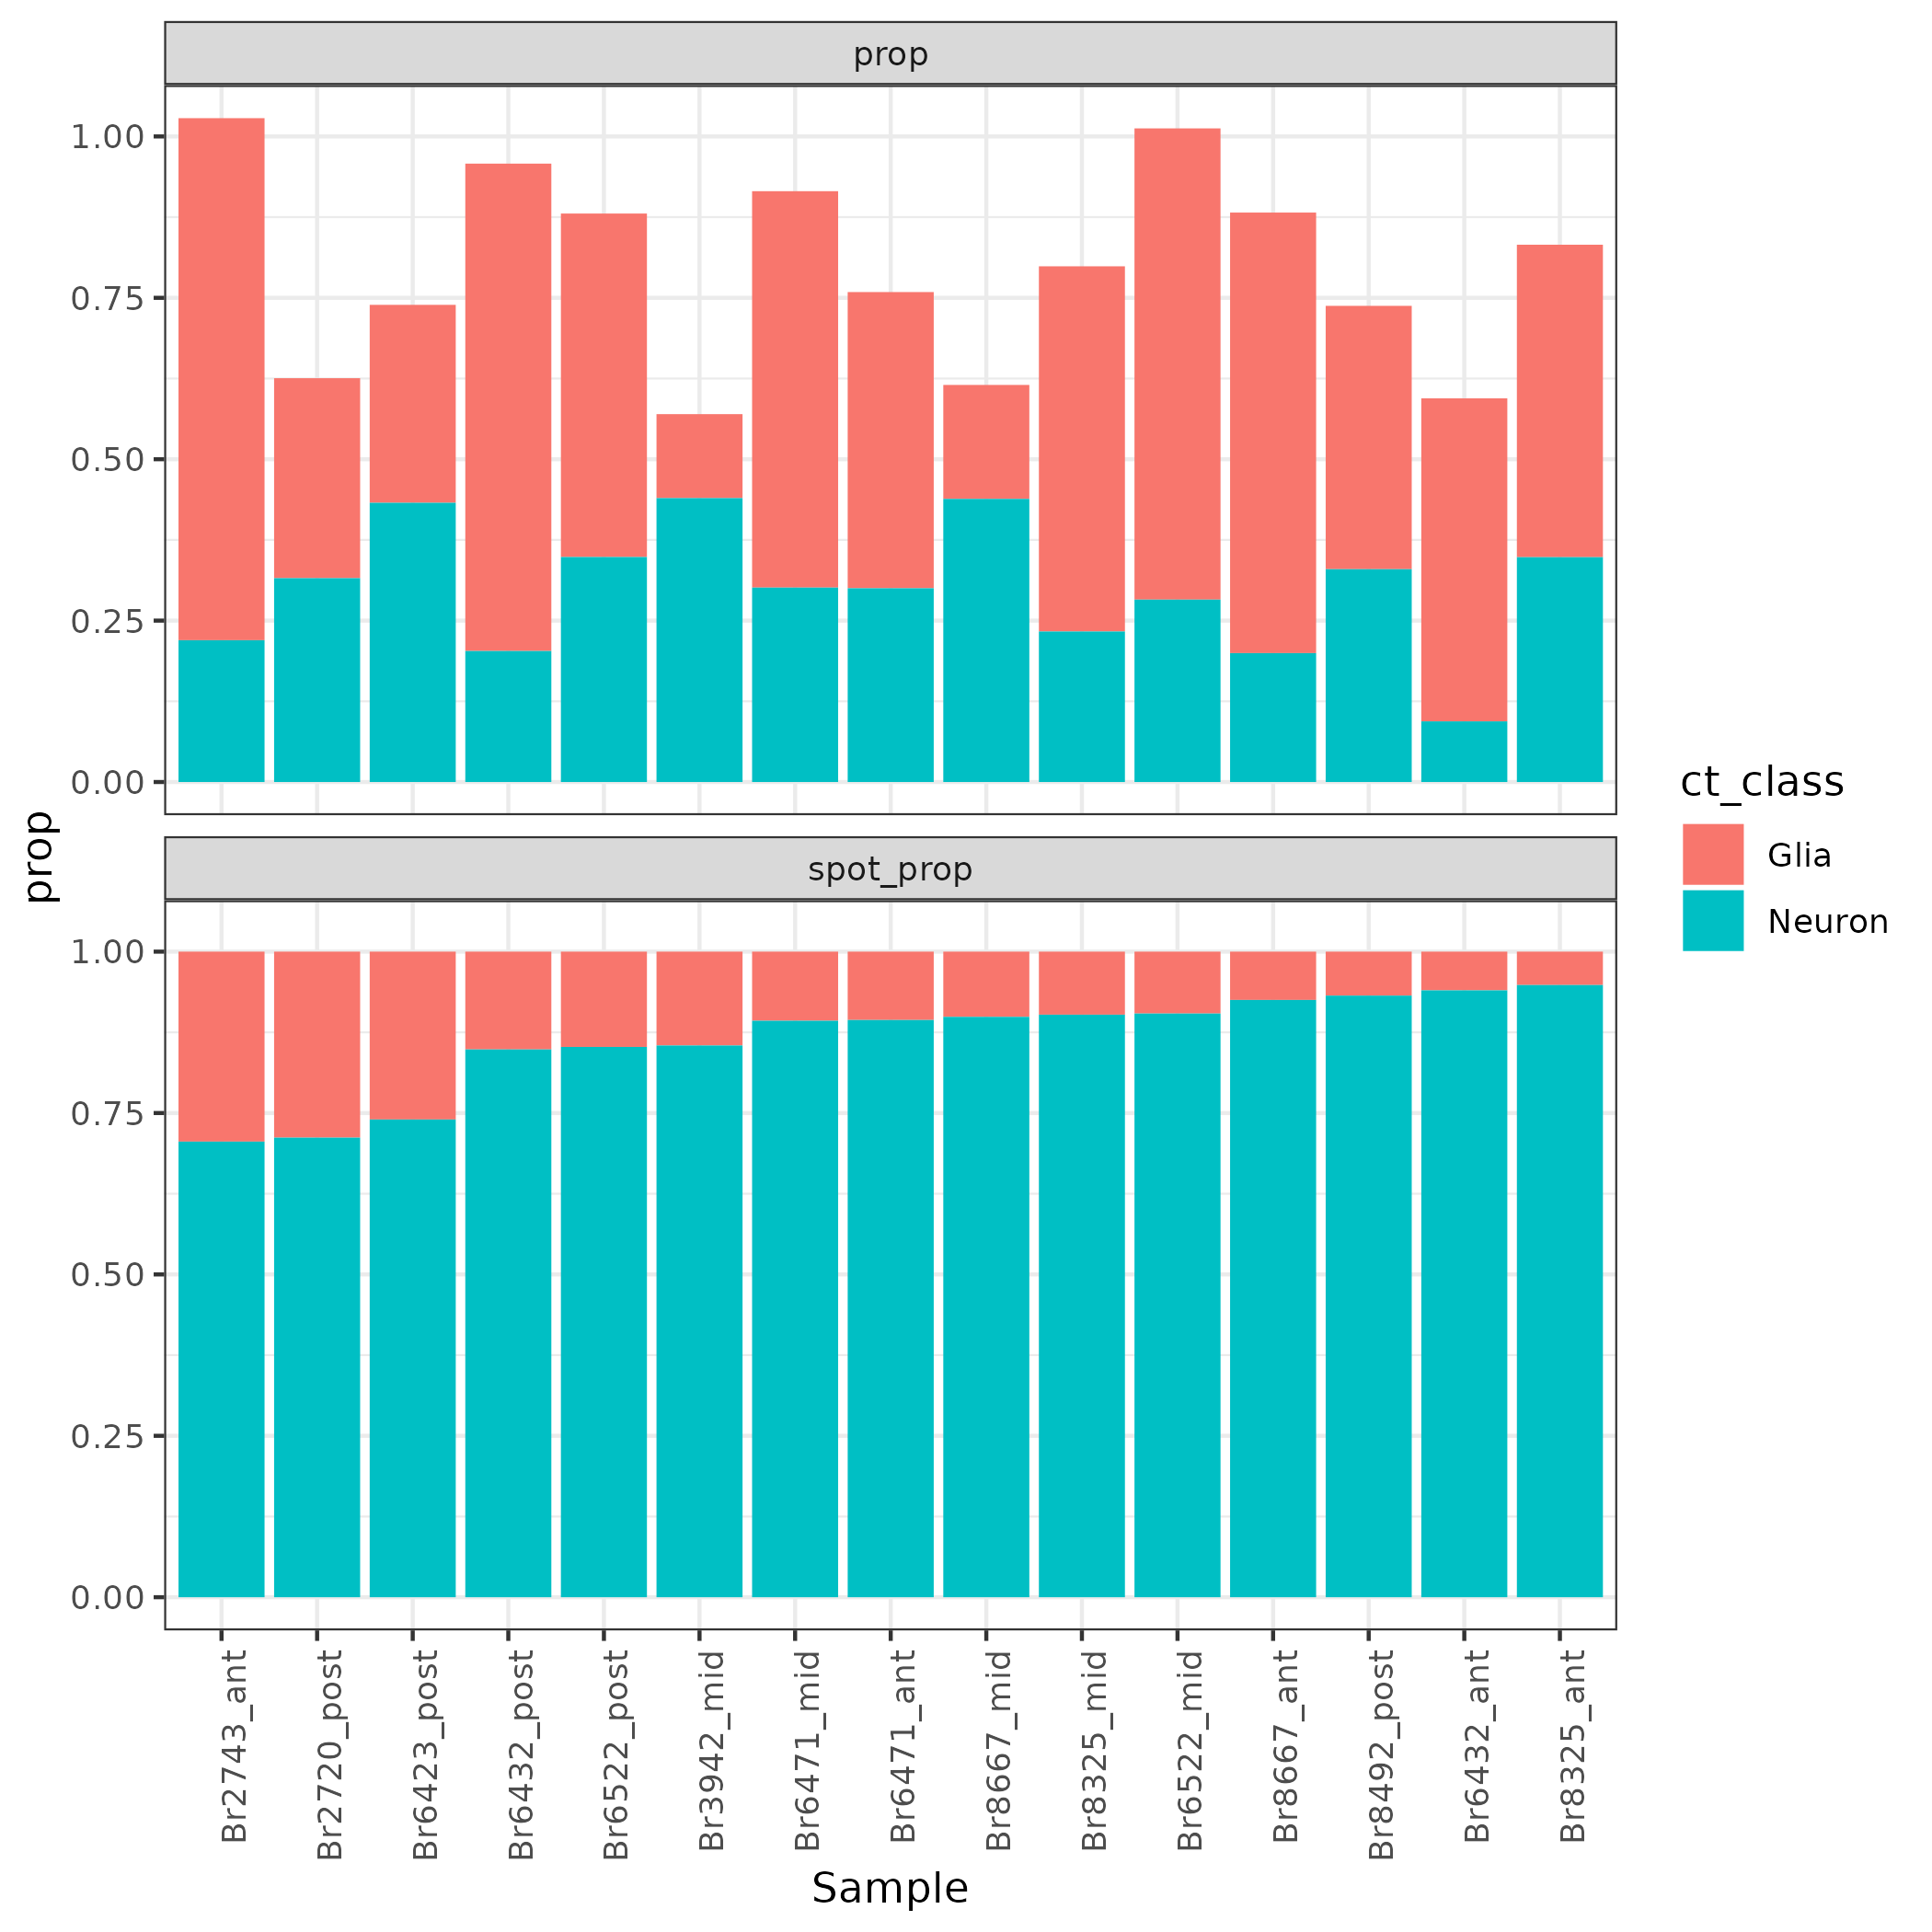 prop
1.00
0.75
0.50
0.25
0.00
prop
spot_prop
1.00
0.75
0.50
0.25
0.00
Br2743_ant
Br2720_post
Br6423_post
Br6432_post
Br6522_post
Br3942_mid
Br6471_mid
Br6471_ant
Br8667_mid
Br8325_mid
Br6522_mid
Br8667_ant
Br8492_post
Br6432_ant
Br8325_ant
Sample
ct_class
Glia
Neuron